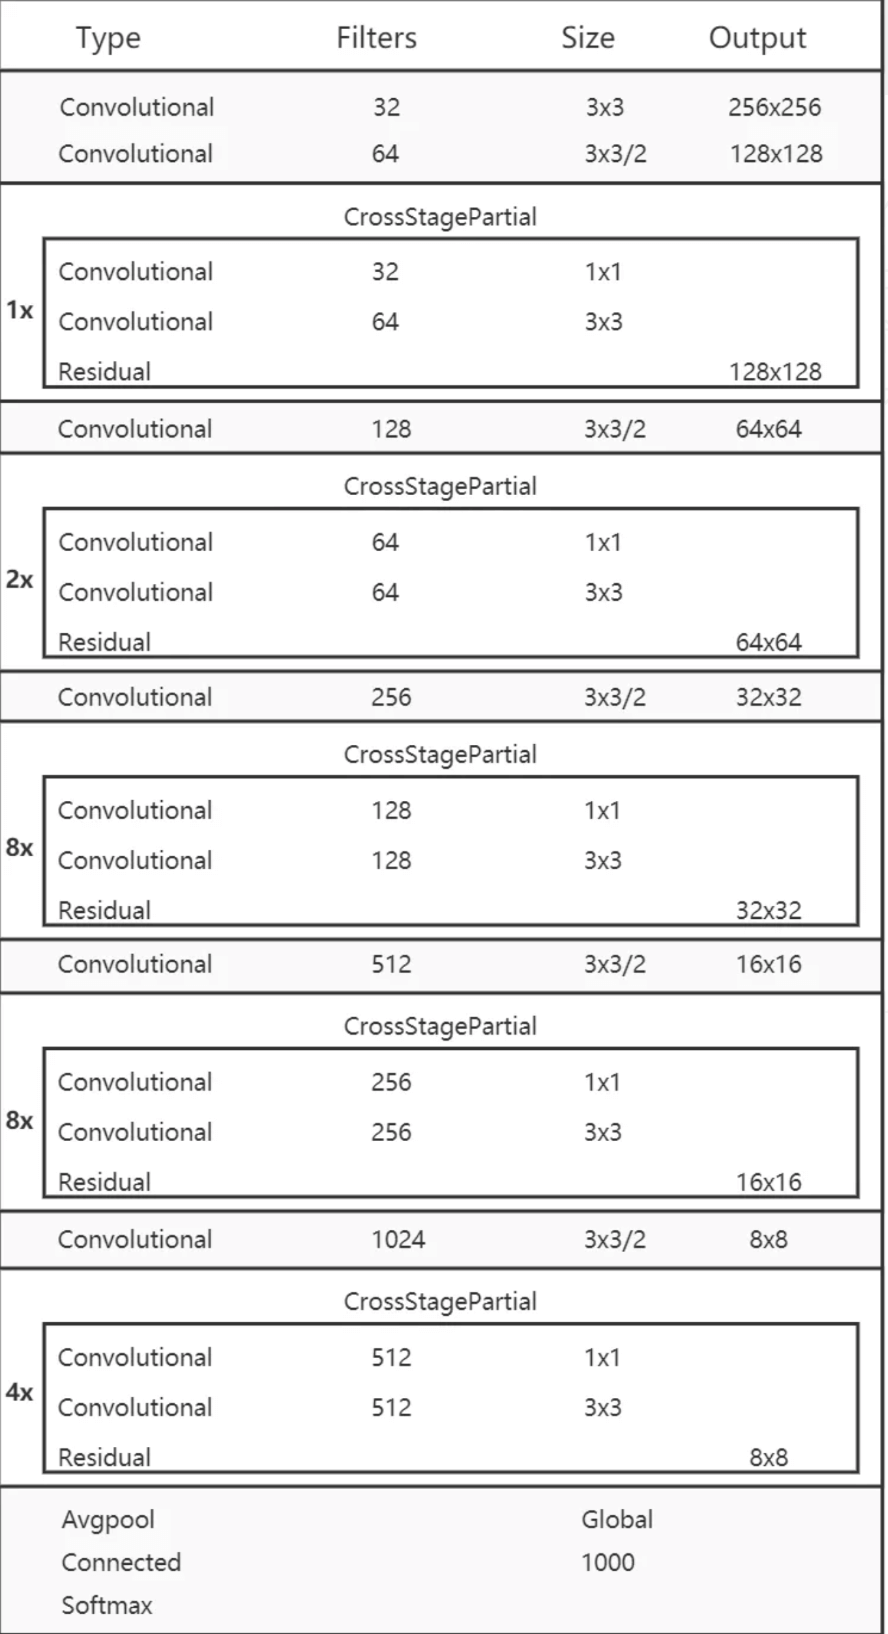 Type Filters Size Output
Convolutional 32 3x3 256x256
Convolutional 64 3x3/2 128x128
CrossStagePartial
1x
Convolutional 32 1x1
Convolutional 64 3x3
Residual 128x128
Convolutional 128 3x3/2 64x64
CrossStagePartial
2x
Convolutional 64 1x1
Convolutional 64 3x3
Residual 64x64
Convolutional 256 3x3/2 32x32
CrossStagePartial
8x
Convolutional 128 1x1
Convolutional 128 3x3
Residual 32x32
Convolutional 512 3x3/2 16x16
CrossStagePartial
8x
Convolutional 256 1x1
Convolutional 256 3x3
Residual 16x16
Convolutional 1024 3x3/2 8x8
CrossStagePartial
4x
Convolutional 512 1x1
Convolutional 512 3x3
Residual 8x8
Avgpool Global
Connected 1000
Softmax